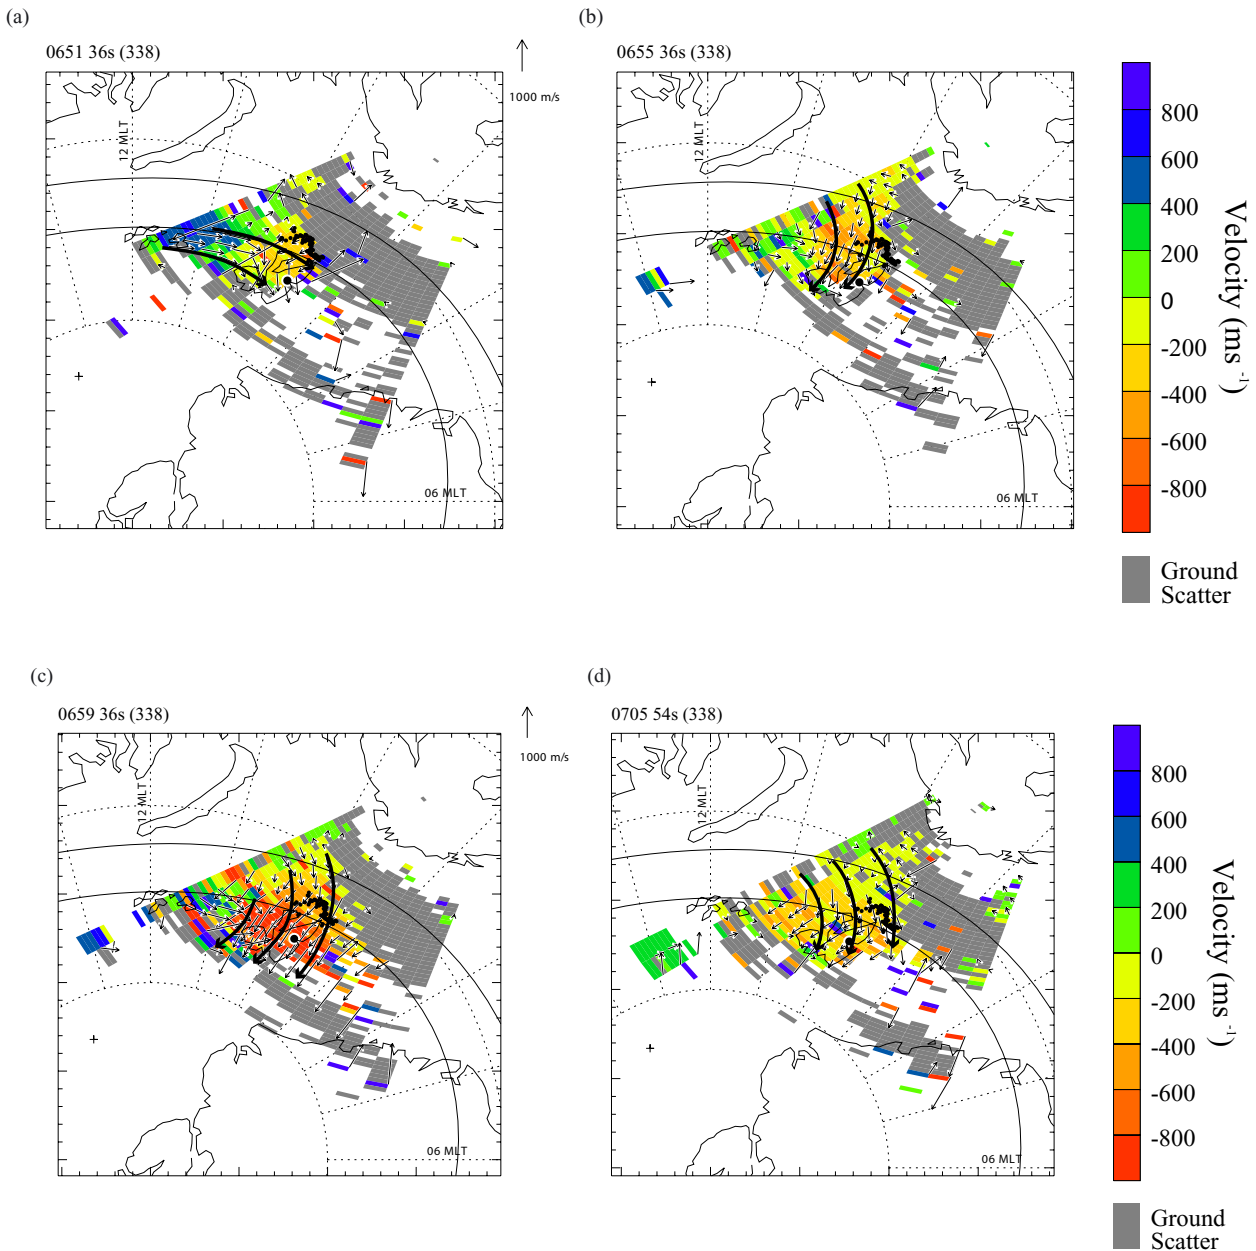 (a)
(b)
0651 36s (338)
0655 36s (338)
1000 m/s
12 MLT
12 MLT
06 MLT
06 MLT
800
600
400
200
0
-200
-400
-600
-800
Velocity (ms -1)
Ground
Scatter
(c)
(d)
0659 36s (338)
0705 54s (338)
1000 m/s
12 MLT
12 MLT
06 MLT
06 MLT
800
600
400
200
0
-200
-400
-600
-800
Velocity (ms -1)
Ground
Scatter